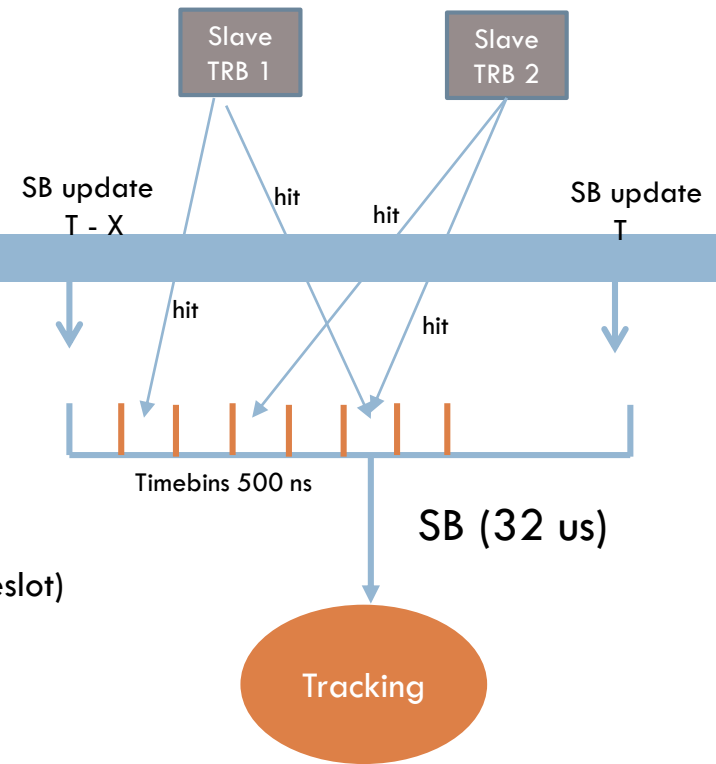 Slave
TRB 1
Slave
TRB 2
SB update
T - X
hit
hit
SB update
T
hit
hit
Timebins 500 ns
SB (32 us)
eslot)
Tracking